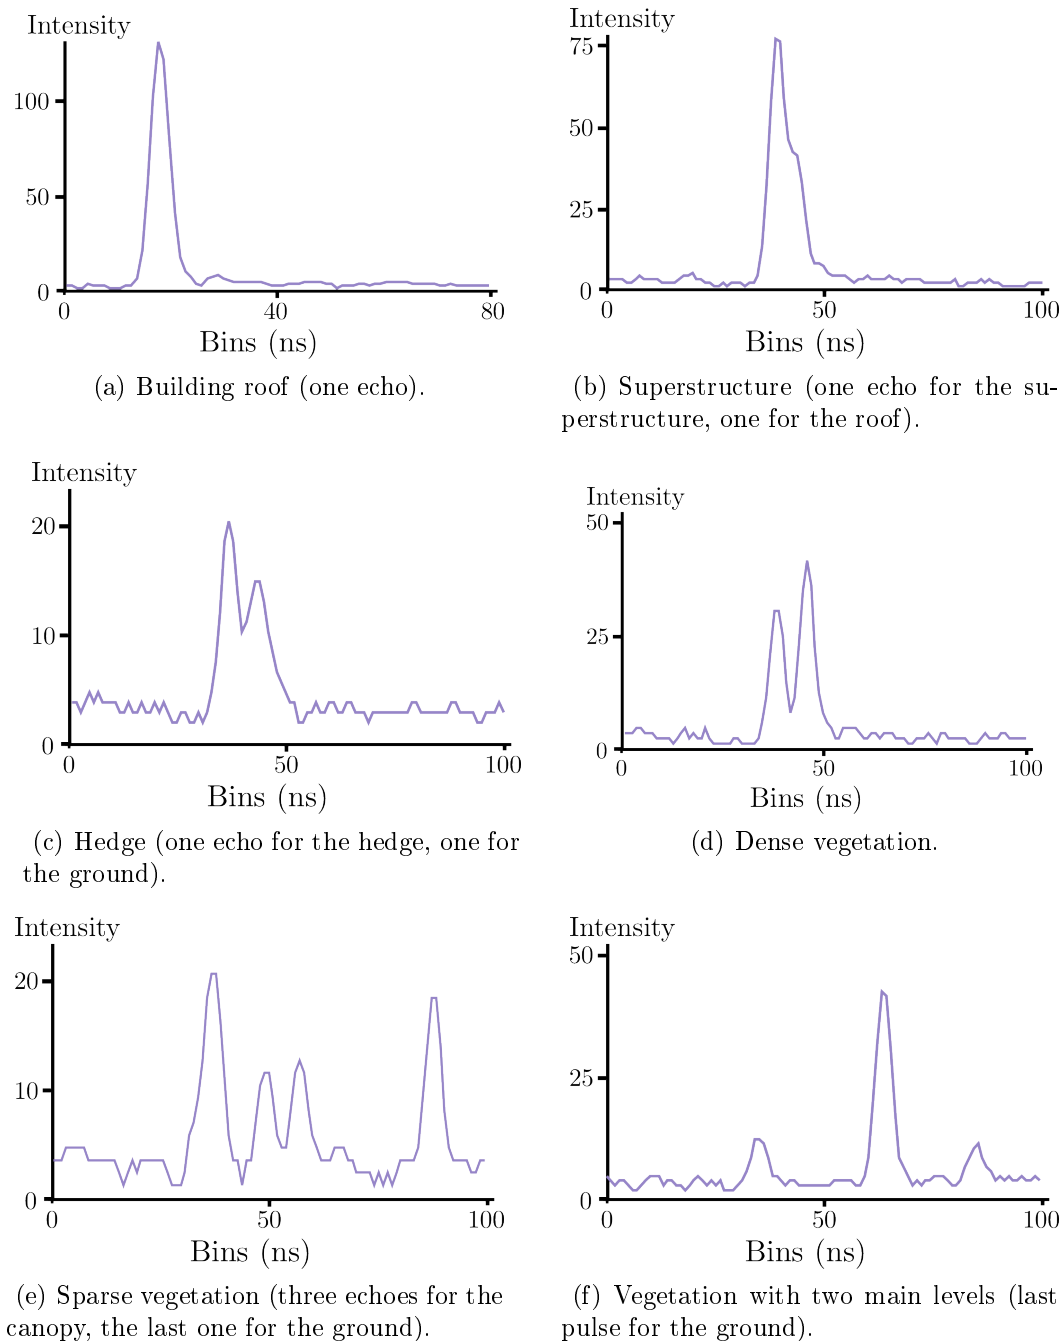 Intensity
100
50
0
0 40 80
Bins (ns)
(a) Building roof (one echo).
Intensity
75
50
25
0
0 50 100
Bins (ns)
(b) Superstructure (one echo for the su-
perstructure, one for the roof).
Intensity
20
10
0
0 50 100
Bins (ns)
(c) Hedge (one echo for the hedge, one for
the ground).
Intensity
50
25
0
0 50 100
Bins (ns)
(d) Dense vegetation.
Intensity
20
10
0
0 50 100
Bins (ns)
(e) Sparse vegetation (three echoes for the
canopy, the last one for the ground).
Intensity
50
25
0
0 50 100
Bins (ns)
(f) Vegetation with two main levels (last
pulse for the ground).